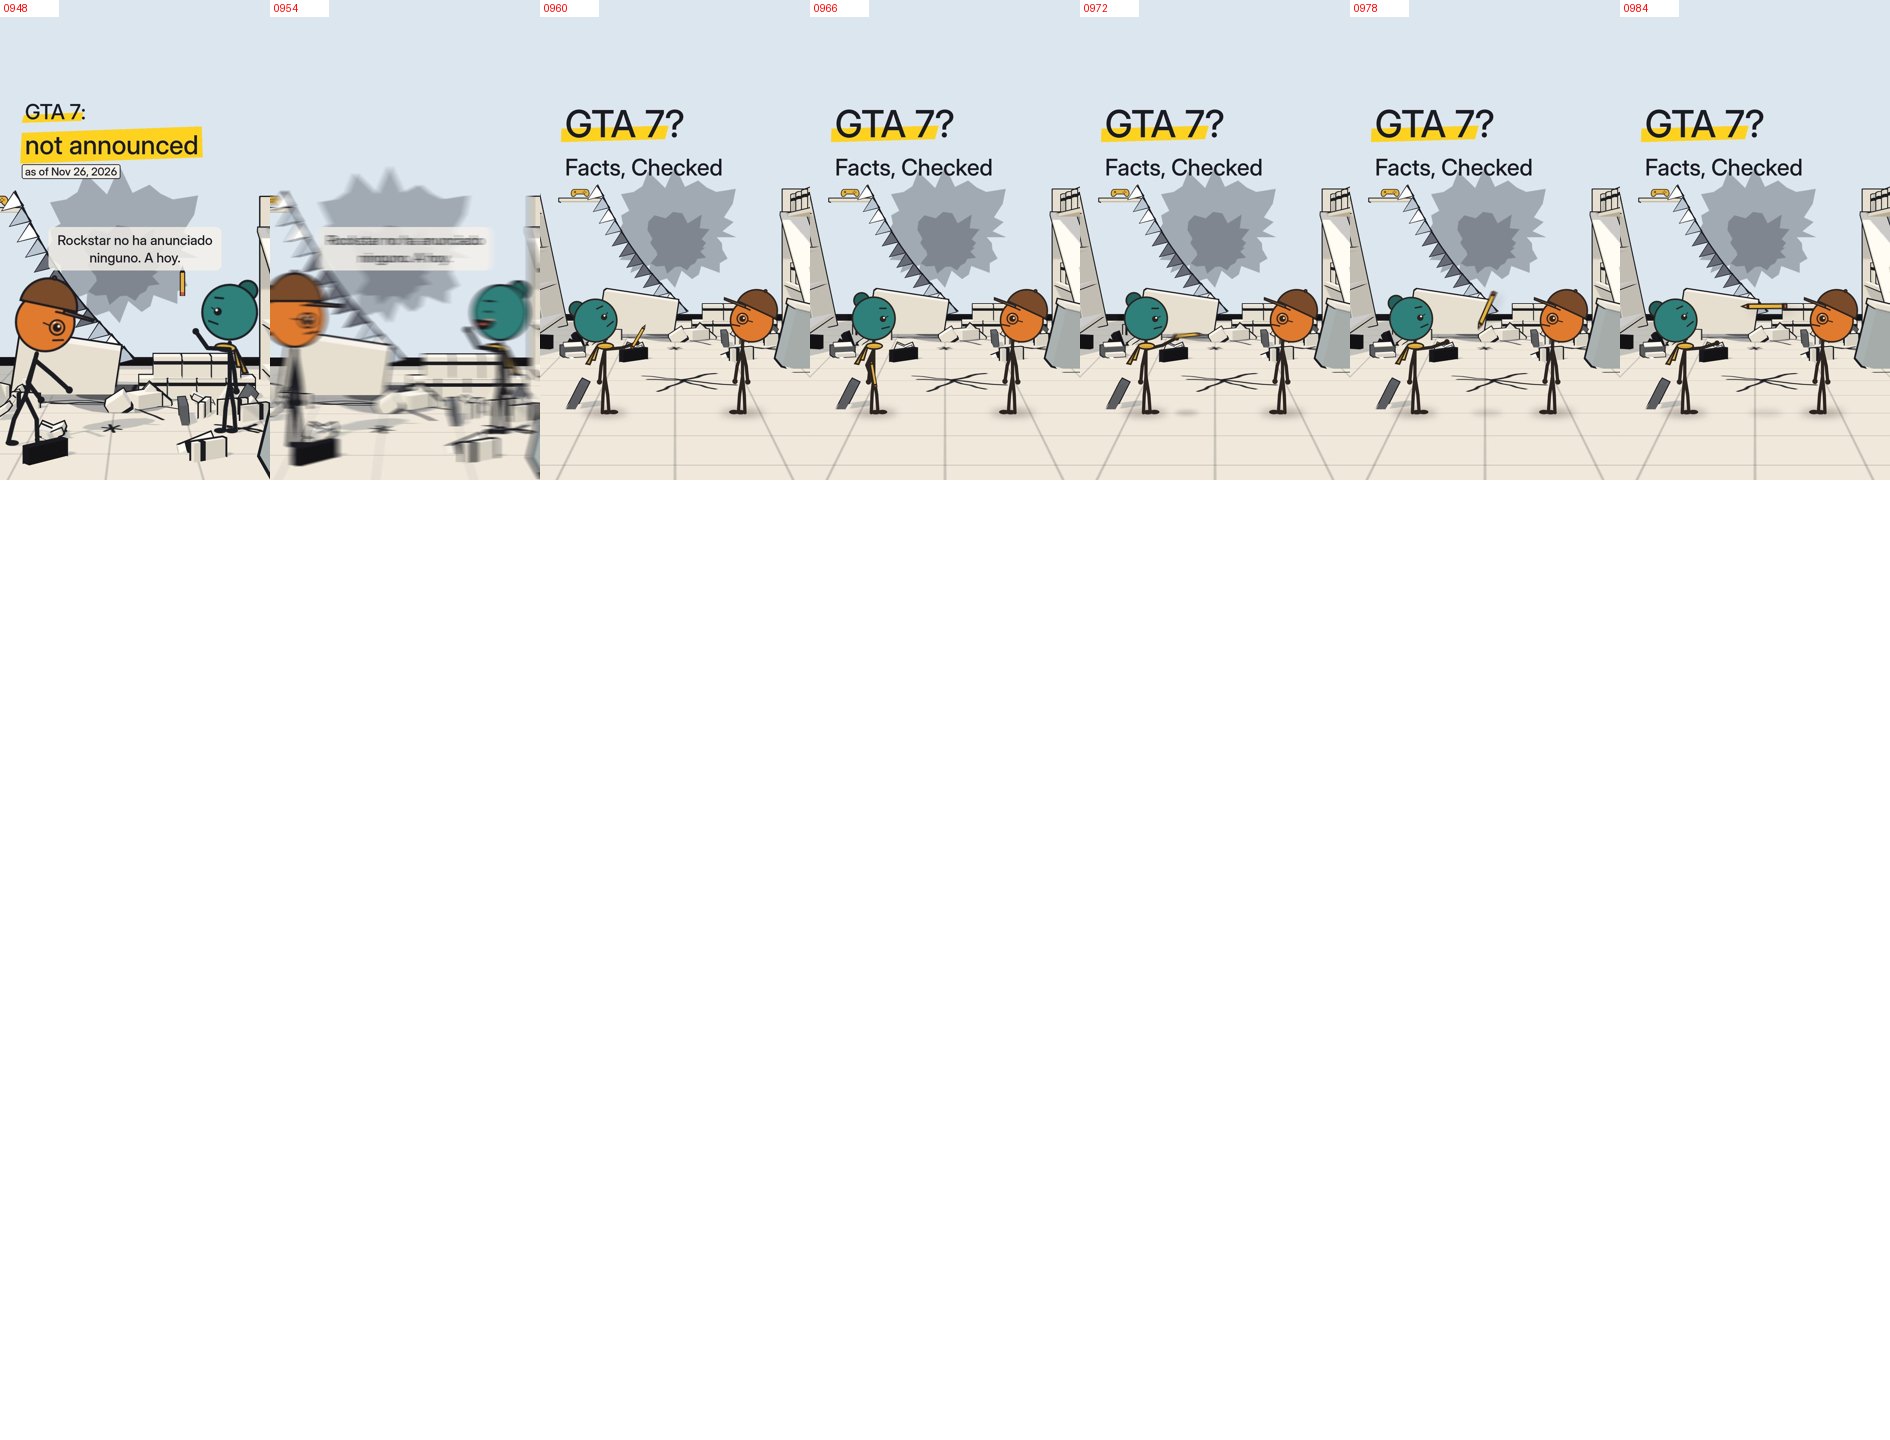 0948
0954
0960
0966
0972
0978
0984
GTA 7:
not announced
as of Nov 26, 2026
Rockstar no ha anunciado
ninguno. A hoy.
GTA 7?
Facts, Checked
GTA 7?
Facts, Checked
GTA 7?
Facts, Checked
GTA 7?
Facts, Checked
GTA 7?
Facts, Checked